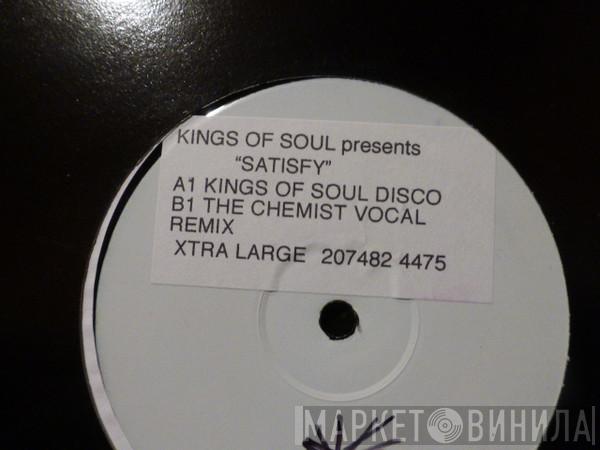 KINGS OF SOUL presents
"SATISFY"
A1 KINGS OF SOUL DISCO
B1 THE CHEMIST VOCAL
REMIX
XTRA LARGE 207482 4475
МАРКЕТ ВИНИЛА